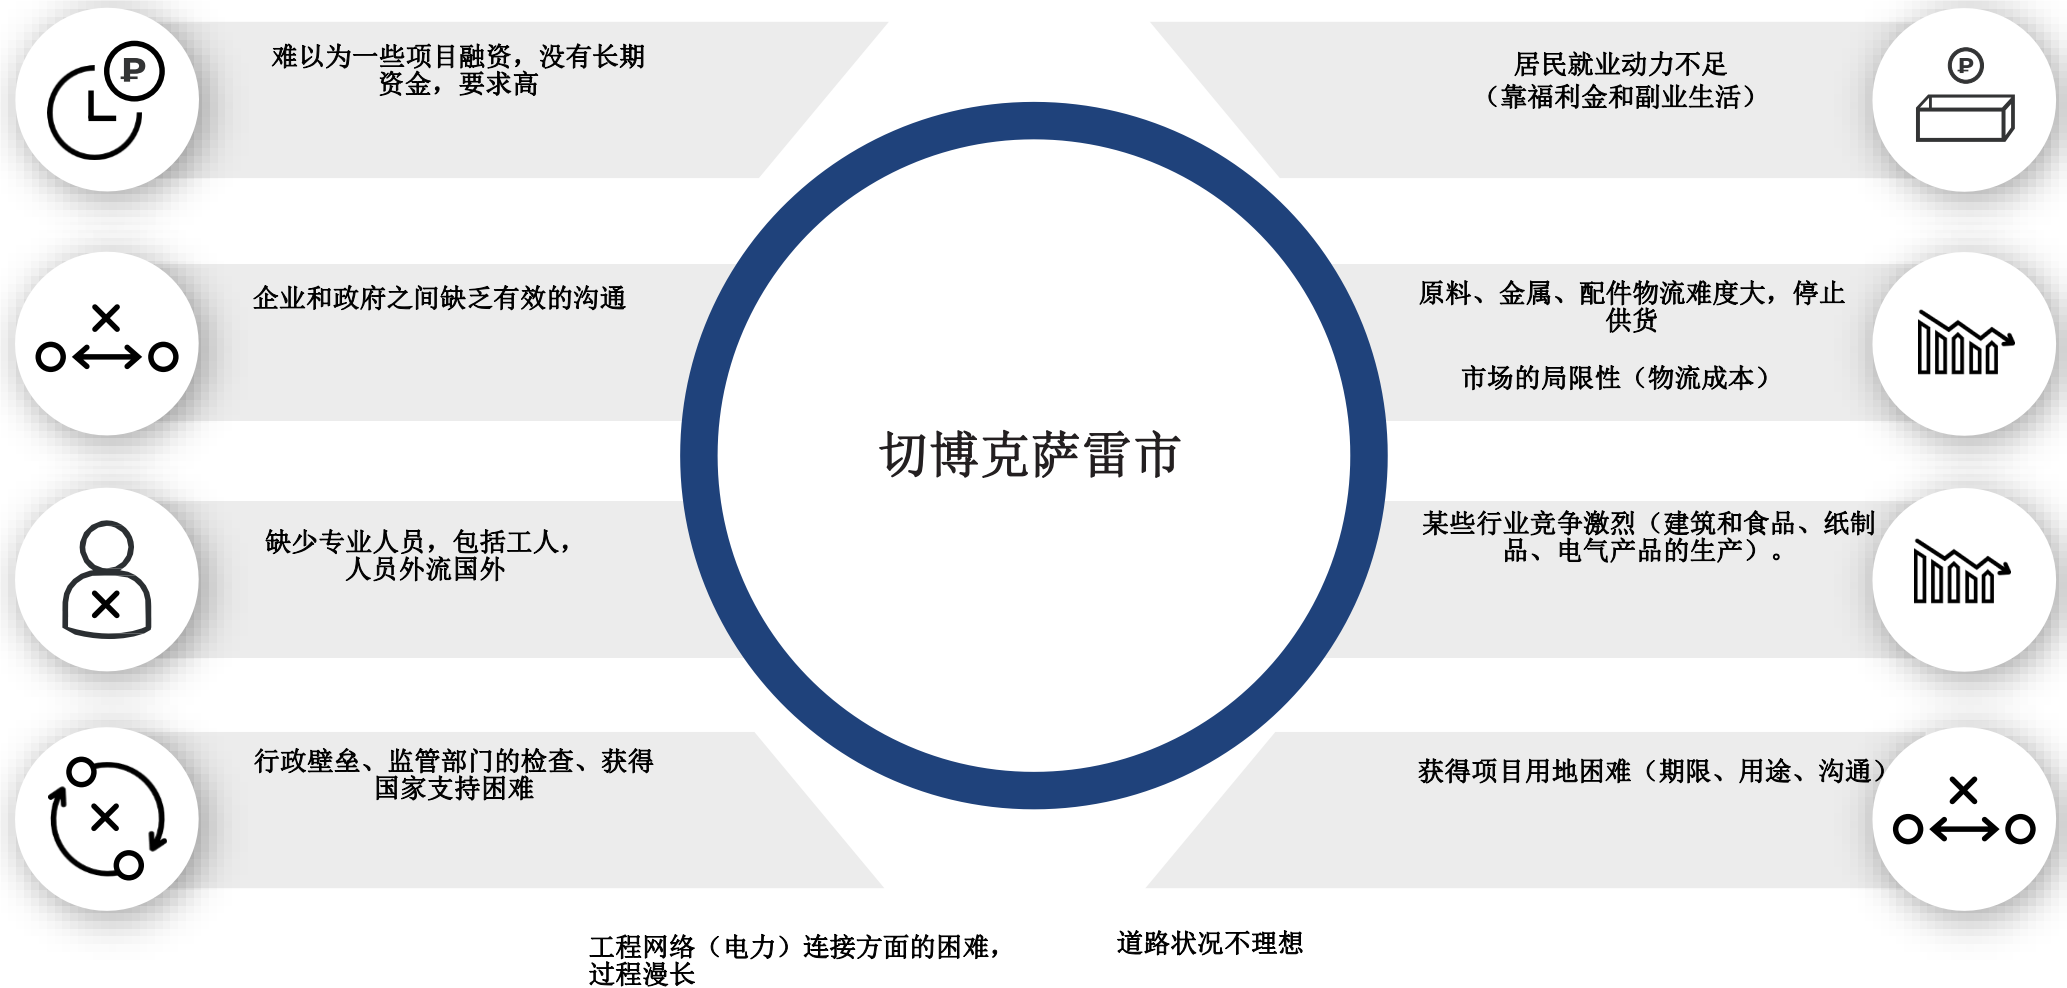 难以为一些项目融资，没有长期
资金，要求高
企业和政府之间缺乏有效的沟通
缺少专业人员，包括工人，
人员外流国外
行政壁垒、监管部门的检查、获得
国家支持困难
切博克萨雷市
居民就业动力不足
（靠福利金和副业生活）
原料、金属、配件物流难度大，停止
供货
市场的局限性（物流成本）
某些行业竞争激烈（建筑和食品、纸制
品、电气产品的生产）。
获得项目用地困难（期限、用途、沟通）
工程网络（电力）连接方面的困难，
过程漫长
道路状况不理想